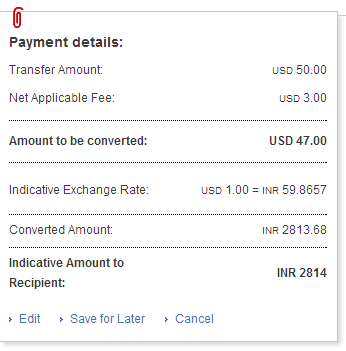 Payment details:
Transfer Amount: USD 50.00
Net Applicable Fee: USD 3.00
Amount to be converted: USD 47.00
Indicative Exchange Rate: USD 1.00 = INR 59.8657
Converted Amount: INR 2813.68
Indicative Amount to
Recipient: INR 2814
Edit Save for Later Cancel